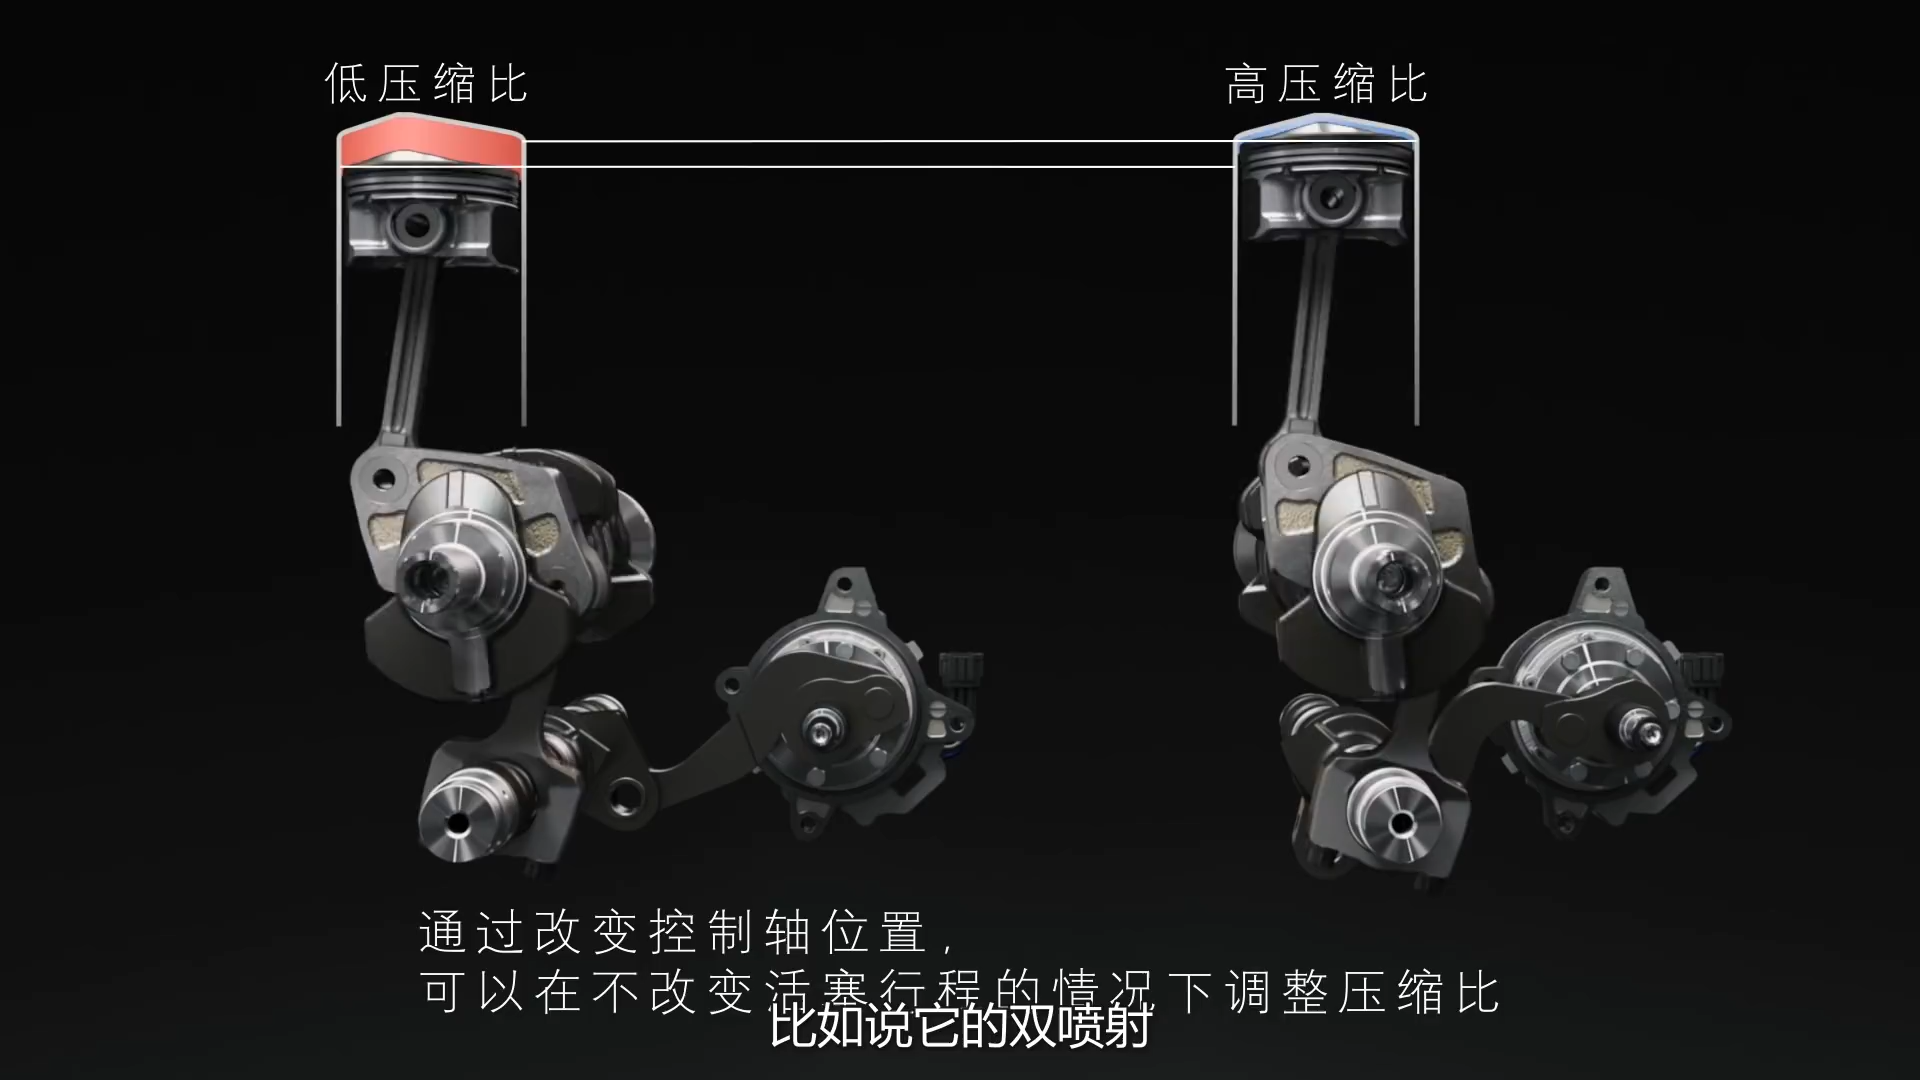 低压缩比
高压缩比
通过改变控制轴位置，
可以在不改变活塞行程的情况下调整压缩比
比如说它的双喷射